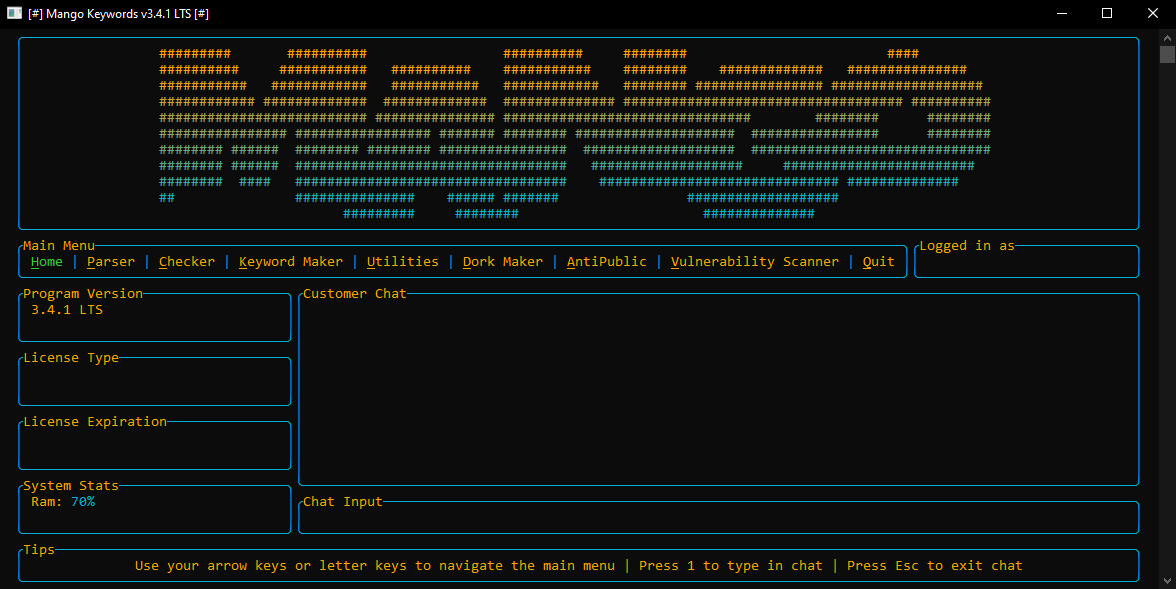 [#] Mango Keywords v3.4.1 LTS [#]
Main Menu
Logged in as
Home | Parser | Checker | Keyword Maker | Utilities | Dork Maker | AntiPublic | Vulnerability Scanner | Quit
Program Version
3.4.1 LTS
Customer Chat
License Type
License Expiration
System Stats
Ram: 70%
Chat Input
Tips
Use your arrow keys or letter keys to navigate the main menu | Press 1 to type in chat | Press Esc to exit chat